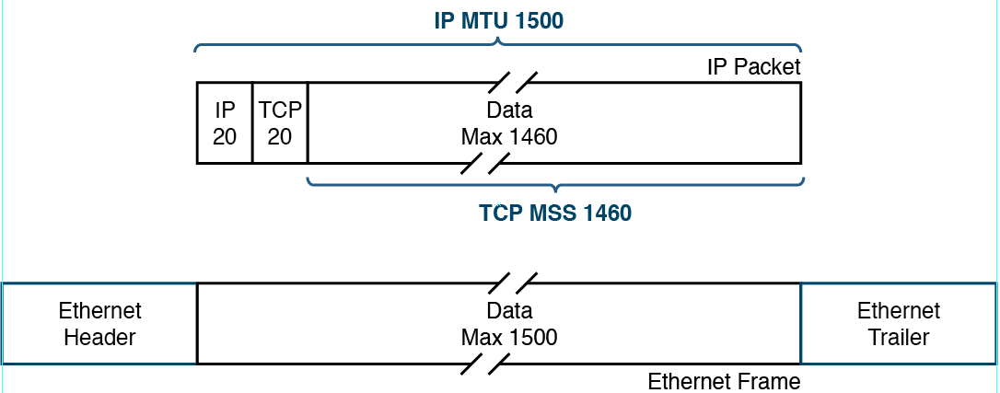 IP MTU 1500
IP Packet
IP
20
TCP
20
Data
Max 1460
TCP MSS 1460
Ethernet
Header
Data
Max 1500
Ethernet
Trailer
Ethernet Frame